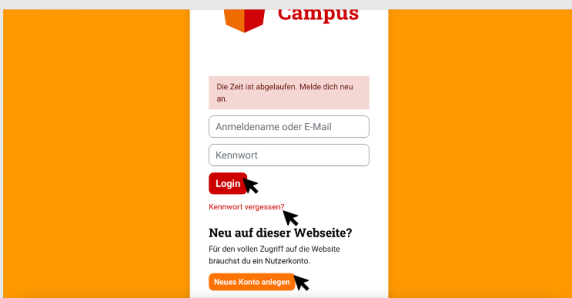 Campus
Die Zeit ist abgelaufen. Melde dich neu
an.
Anmeldename oder E-Mail
Kennwort
Login
Kennwort vergessen?
Neu auf dieser Webseite?
Für den vollen Zugriff auf die Website
brauchst du ein Nutzerkonto.
Neues Konto anlegen